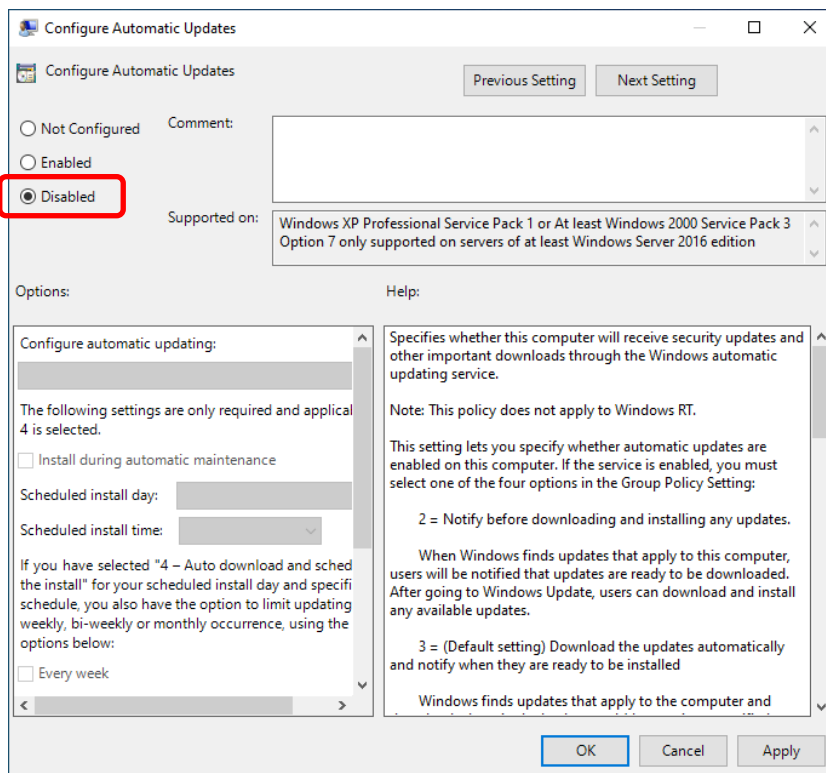 Configure Automatic Updates
Configure Automatic Updates
Previous Setting
Next Setting
Not Configured
Comment:
Enabled
Disabled
Supported on:
Windows XP Professional Service Pack 1 or At least Windows 2000 Service Pack 3
Option 7 only supported on servers of at least Windows Server 2016 edition
Options:
Help:
Configure automatic updating:
The following settings are only required and applical
4 is selected.
Install during automatic maintenance
Scheduled install day:
Scheduled install time:
If you have selected "4 – Auto download and sched
the install" for your scheduled install day and specifi
schedule, you also have the option to limit updating
weekly, bi-weekly or monthly occurrence, using the
options below:
Every week
Specifies whether this computer will receive security updates and
other important downloads through the Windows automatic
updating service.
Note: This policy does not apply to Windows RT.
This setting lets you specify whether automatic updates are
enabled on this computer. If the service is enabled, you must
select one of the four options in the Group Policy Setting:
2 = Notify before downloading and installing any updates.
When Windows finds updates that apply to this computer,
users will be notified that updates are ready to be downloaded.
After going to Windows Update, users can download and install
any available updates.
3 = (Default setting) Download the updates automatically
and notify when they are ready to be installed
Windows finds updates that apply to the computer and
OK
Cancel
Apply